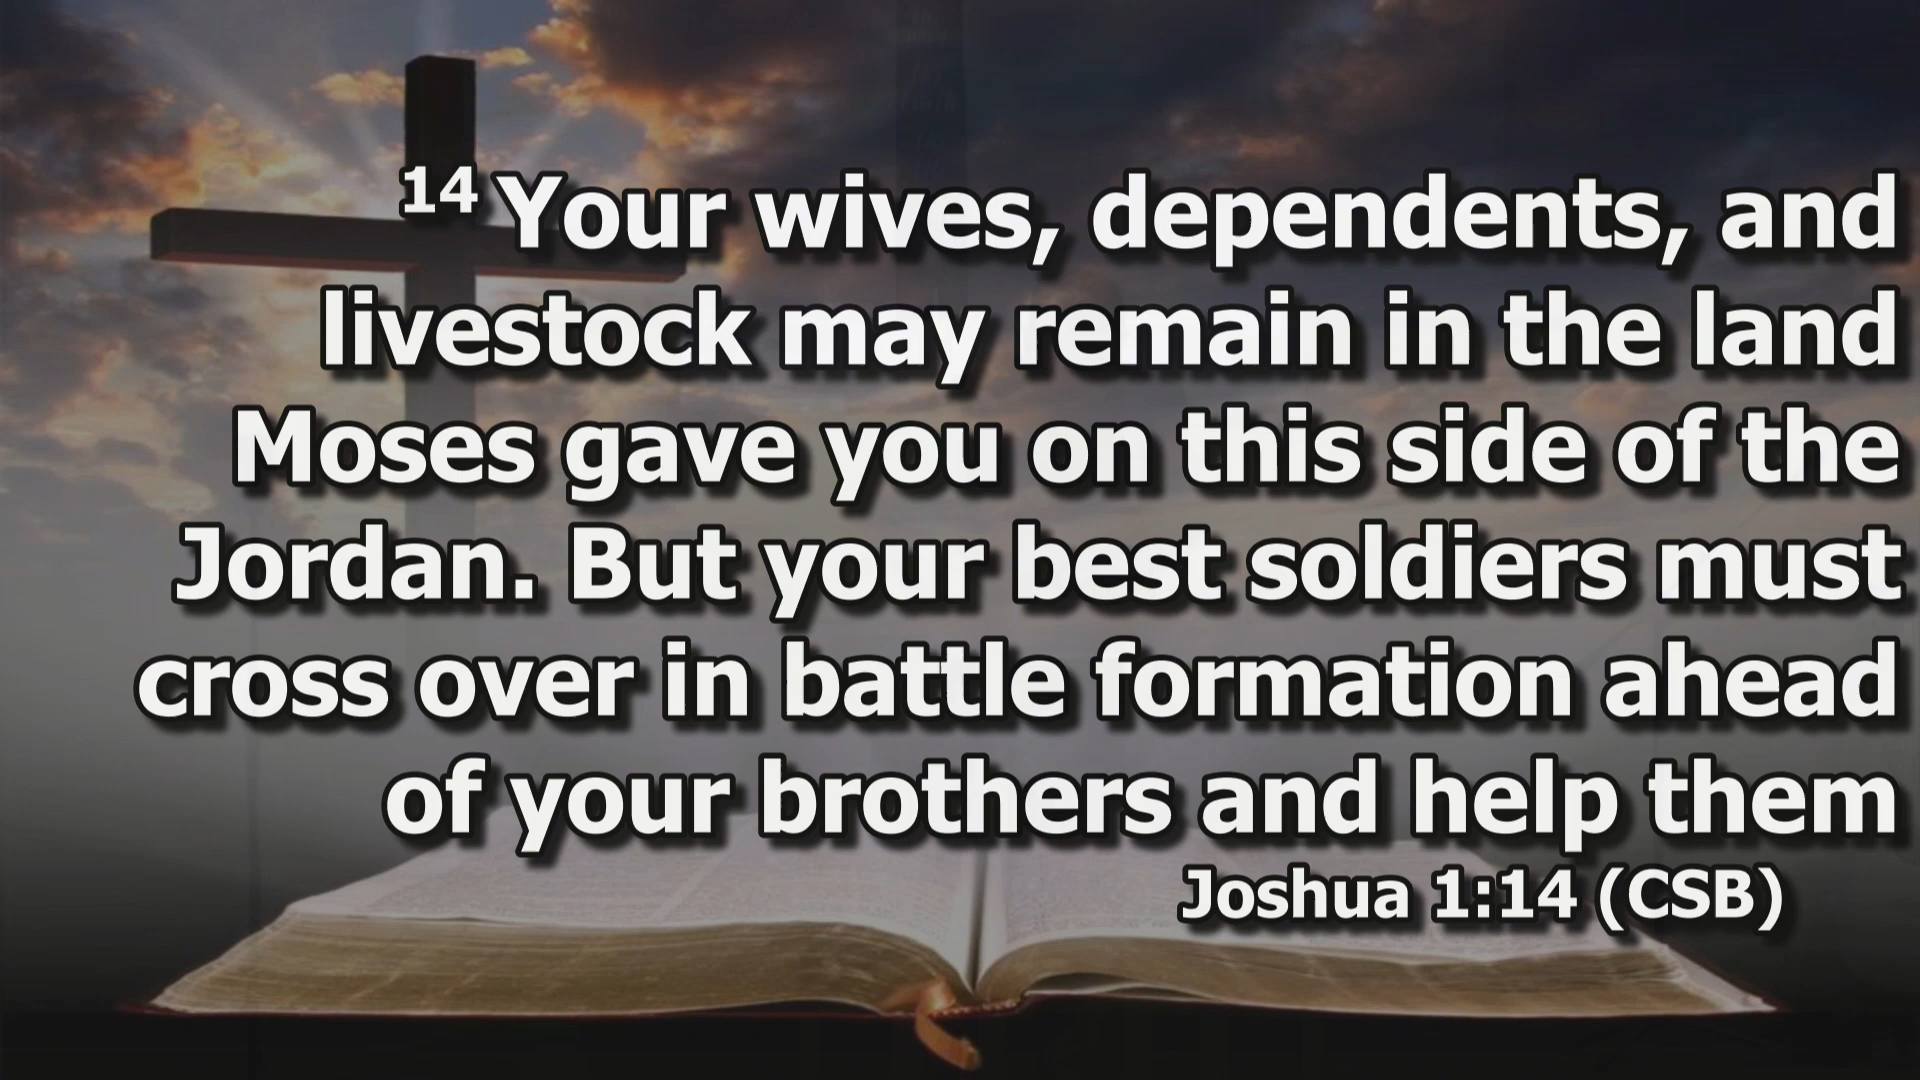 14 Your wives, dependents, and
livestock may remain in the land
Moses gave you on this side of the
Jordan. But your best soldiers must
cross over in battle formation ahead
of your brothers and help them
Joshua 1:14 (CSB)